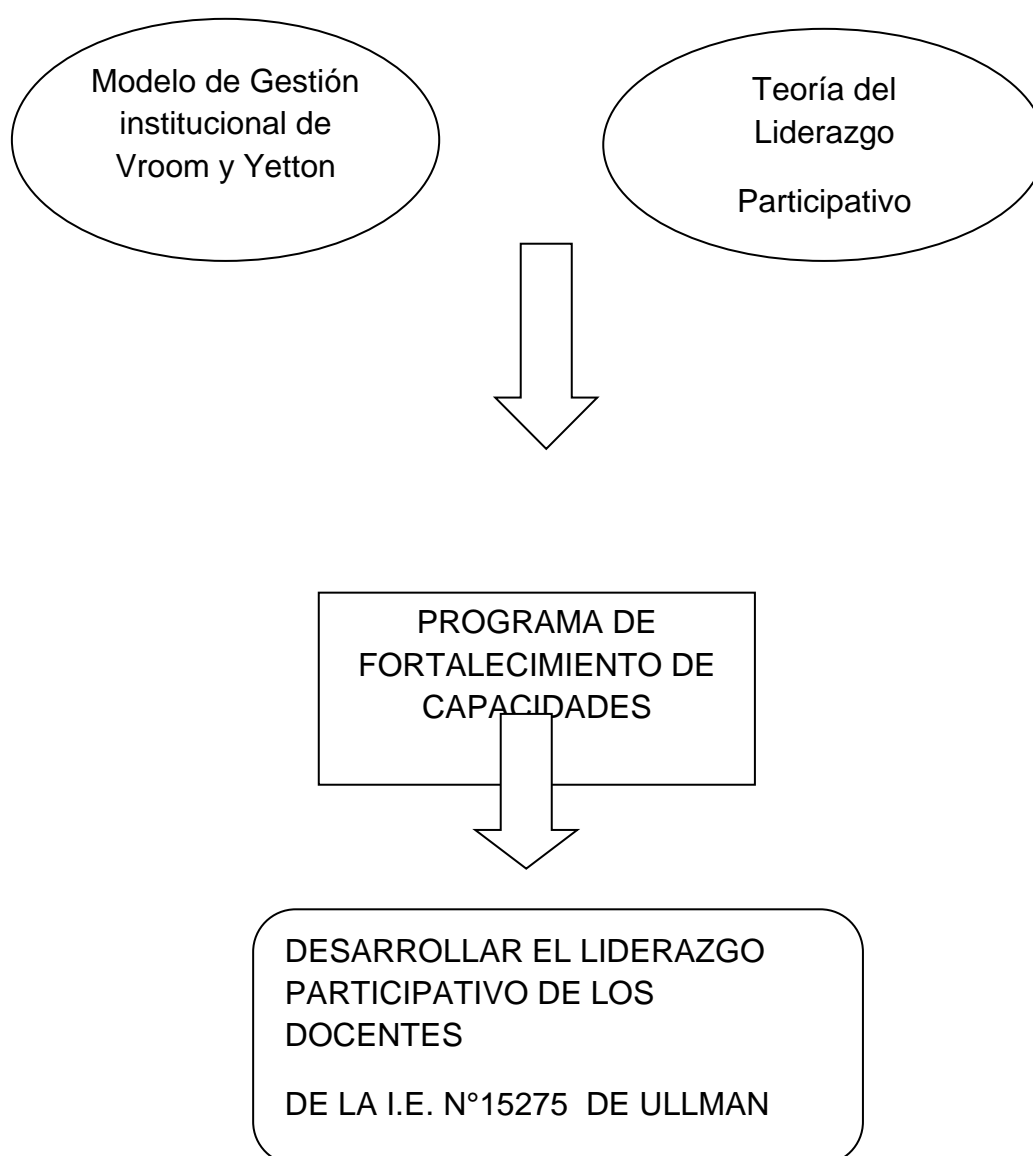 Modelo de Gestión
institucional de
Vroom y Yetton
Teoría del
Liderazgo
Participativo
PROGRAMA DE
FORTALECIMIENTO DE
CAPACIDADES
DESARROLLAR EL LIDERAZGO
PARTICIPATIVO DE LOS
DOCENTES
DE LA I.E. N°15275 DE ULLMAN